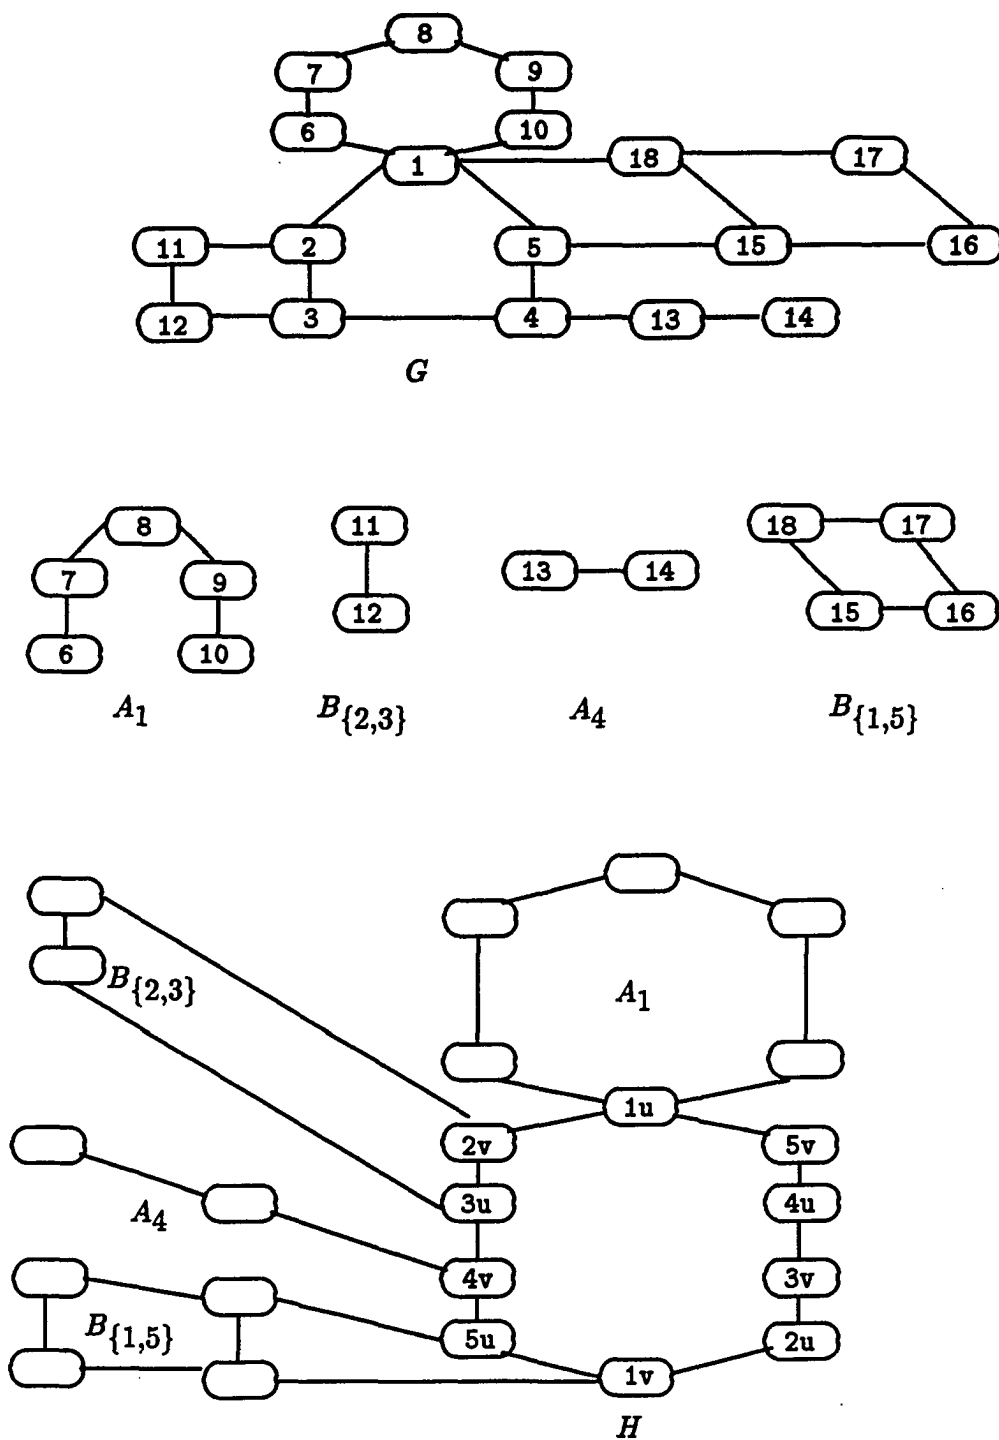 8
7 9
6 10
1 18 17
11 2 5 15 16
12 3 4 13 14
G
8 11 18 17
7 9 13 14
6 10 12 15 16
A1 B{2,3} A4 B{1,5}
B{2,3} A1
1u
2v 5v
A4 3u 4u
4v 3v
B{1,5} 5u 2u
1v
H